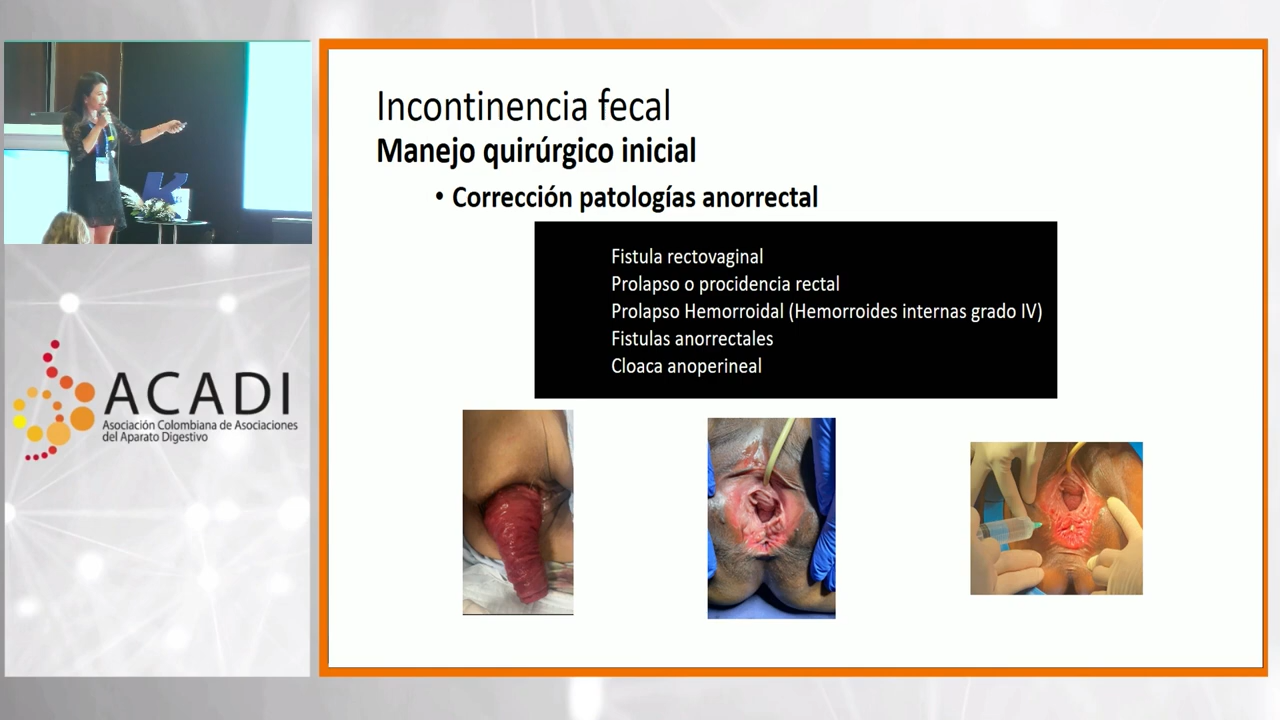 Incontinencia fecal
Manejo quirúrgico inicial
• Corrección patologías anorrectal
Fistula rectovaginal
Prolapso o procidencia rectal
Prolapso Hemorroidal (Hemorroides internas grado IV)
Fistulas anorrectales
Cloaca anoperineal
K
ACADI
Asociación Colombiana de Asociaciones
del Aparato Digestivo